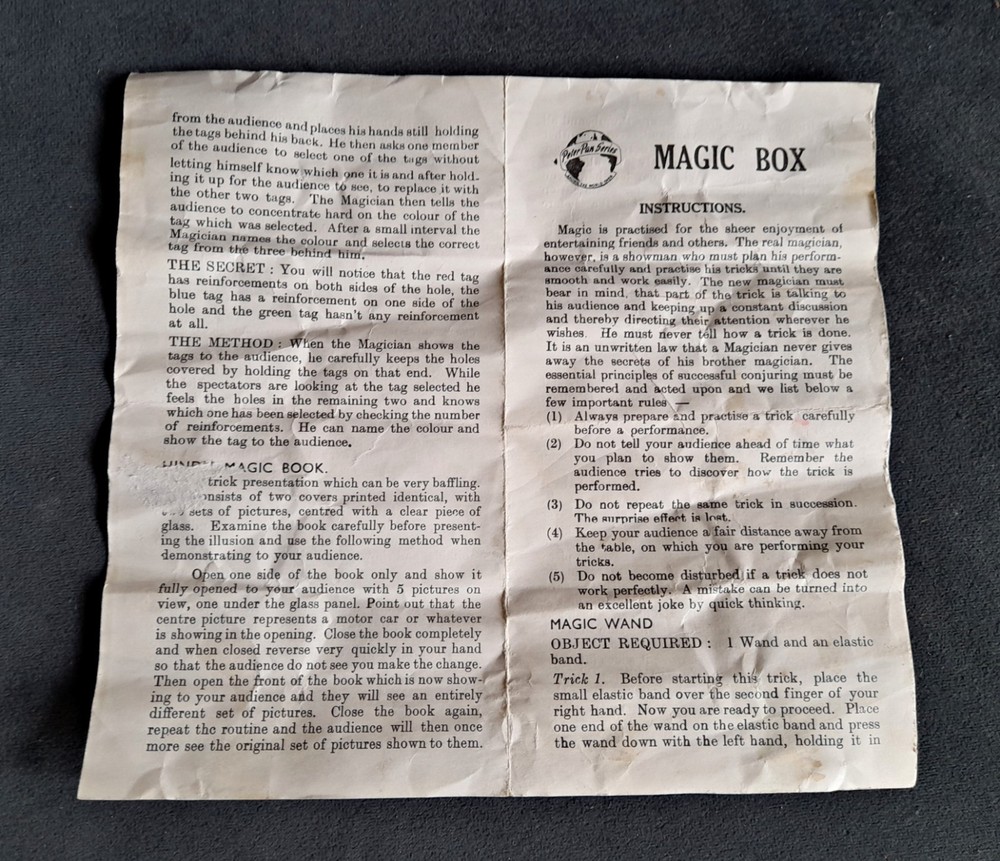 from the audience and places his hands still holding
the tags behind his back. He then asks one member
of the audience to select one of the tags without
letting himself know which one it is and after hold-
ing it up for the audience to see, to replace it with
the other two tags. The Magician then tells the
audience to concentrate hard on the colour of the
tag which was selected. After a small interval the
Magician names the colour and selects the correct
tag from the three behind him.
THE SECRET : You will notice that the red tag
has reinforcements on both sides of the hole, the
blue tag has a reinforcement on one side of the
hole and the green tag hasn't any reinforcement
at all.
THE METHOD : When the Magician shows the
tags to the audience, he carefully keeps the holes
covered by holding the tags on that end. While
the spectators are looking at the tag selected he
feels the holes in the remaining two and knows
which one has been selected by checking the number
of reinforcements. He can name the colour and
show the tag to the audience.
MAGIC BOOK.
trick presentation which can be very baffling.
of two covers printed identical, with
sets of pictures, centred with a clear piece of
glass. Examine the book carefully before present-
ing the illusion and use the following method when
demonstrating to your audience.
Open one side of the book only and show it
fully opened to your audience with 5 pictures on
view, one under the glass panel. Point out that the
centre picture represents a motor car or whatever
is showing in the opening. Close the book completely
and when closed reverse very quickly in your hand
so that the audience do not see you make the change.
Then open the front of the book which is now show-
ing to your audience and they will see an entirely
different set of pictures. Close the book again,
repeat the routine and the audience will then once
more see the original set of pictures shown to them.
Peter Pan Series
MAGIC BOX
INSTRUCTIONS.
Magic is practised for the sheer enjoyment of
entertaining friends and others. The real magician,
however, is a showman who must plan his perform-
ance carefully and practise his tricks until they are
smooth and work easily. The new magician must
bear in mind, that part of the trick is talking to
his audience and keeping up a constant discussion
and thereby directing their attention wherever he
wishes. He must never tell how a trick is done.
It is an unwritten law that a Magician never gives
away the secrets of his brother magician. The
essential principles of successful conjuring must be
remembered and acted upon and we list below a
few important rules —
(1) Always prepare and practise a trick carefully
before a performance.
(2) Do not tell your audience ahead of time what
you plan to show them. Remember the
audience tries to discover how the trick is
performed.
(3) Do not repeat the same trick in succession.
The surprise effect is lost.
(4) Keep your audience a fair distance away from
the table, on which you are performing your
tricks.
(5) Do not become disturbed if a trick does not
work perfectly. A mistake can be turned into
an excellent joke by quick thinking.
MAGIC WAND
OBJECT REQUIRED : 1 Wand and an elastic
band.
Trick 1. Before starting this trick, place the
small elastic band over the second finger of your
right hand. Now you are ready to proceed. Place
one end of the wand on the elastic band and press
the wand down with the left hand, holding it in